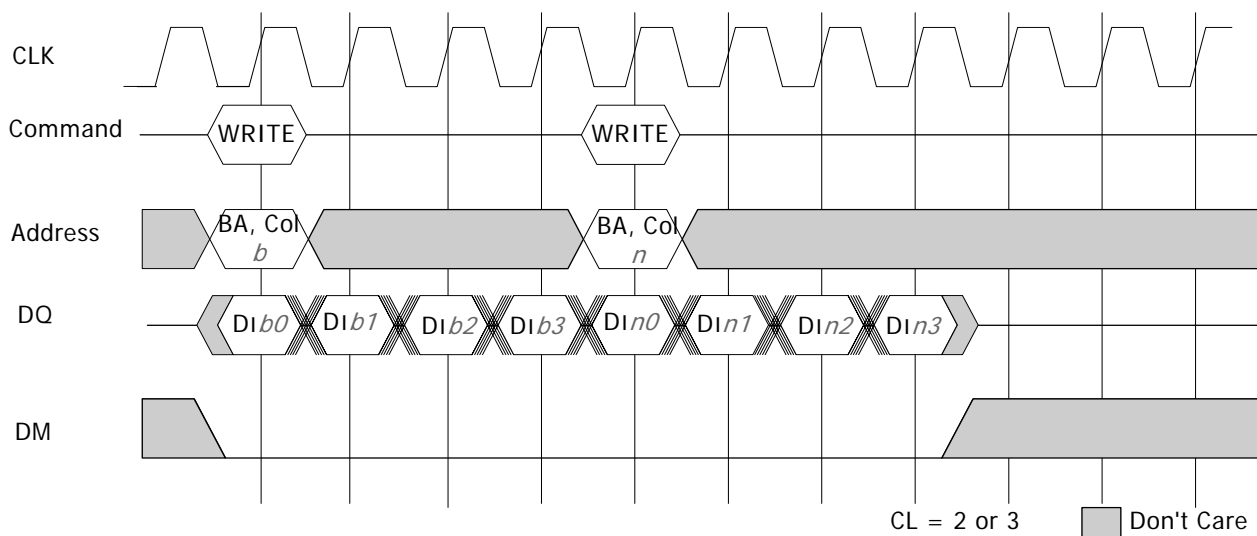 CLK
Command WRITE WRITE
Address BA, Col BA, Col
b n
DQ DIb0 DIb1 DIb2 DIb3 DIn0 DIn1 DIn2 DIn3
DM
CL = 2 or 3 Don't Care